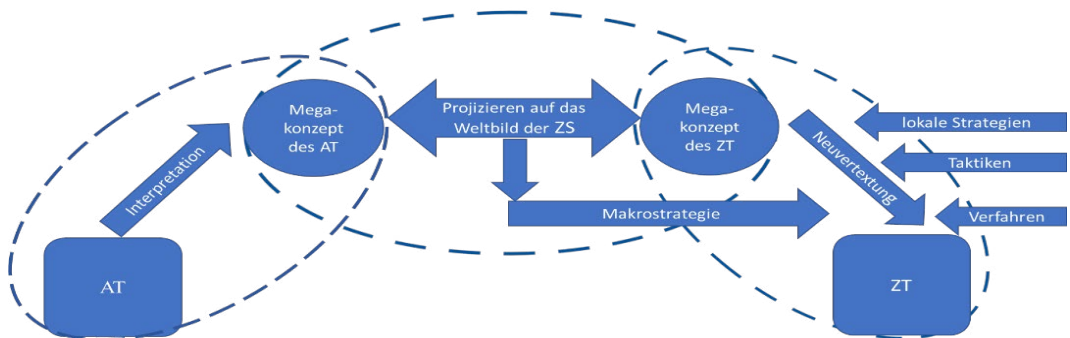 Mega-
konzept
des AT
Projizieren auf das
Weltbild der ZS
Mega-
konzept
des ZT
lokale Strategien
Interpretation
Neuvertextung
Taktiken
Makrostrategie
Verfahren
AT
ZT